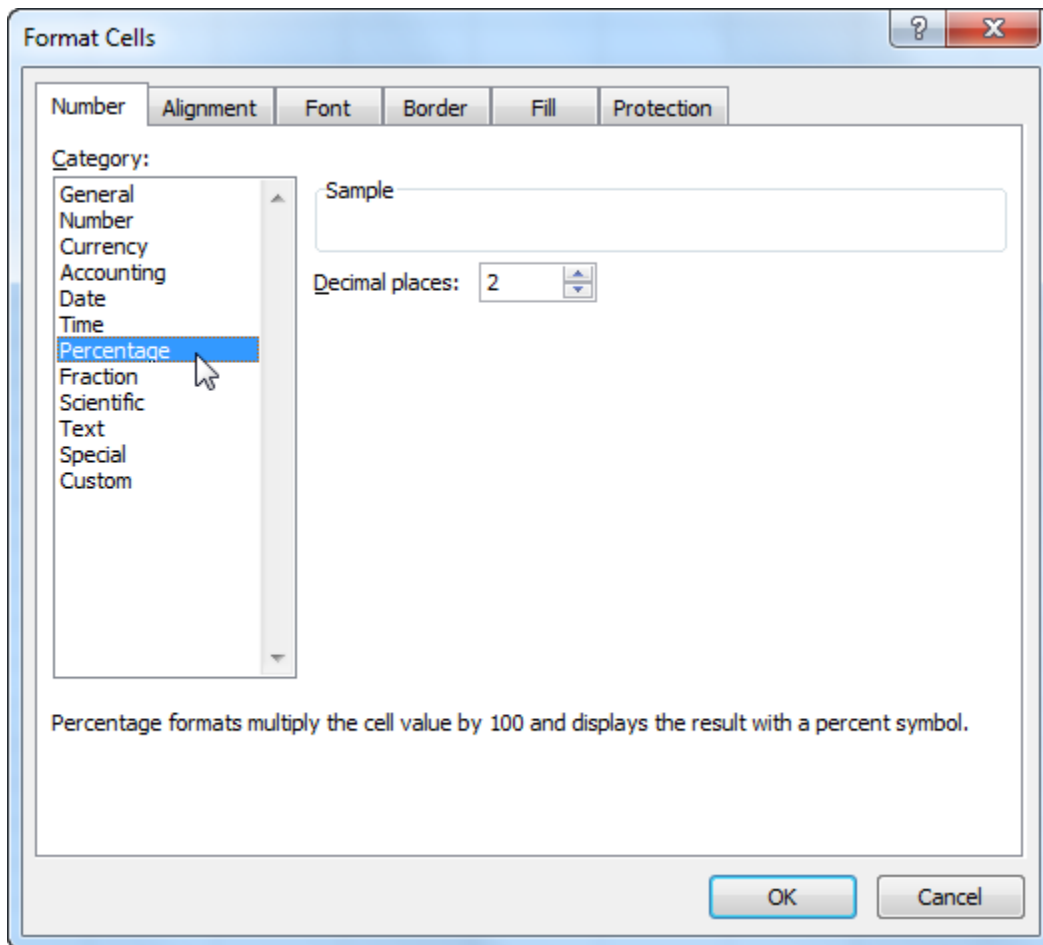 Format Cells
Number Alignment Font Border Fill Protection
Category:
General
Number
Currency
Accounting
Date
Time
Percentage
Fraction
Scientific
Text
Special
Custom
Sample
Decimal places: 2
Percentage formats multiply the cell value by 100 and displays the result with a percent symbol.
OK Cancel